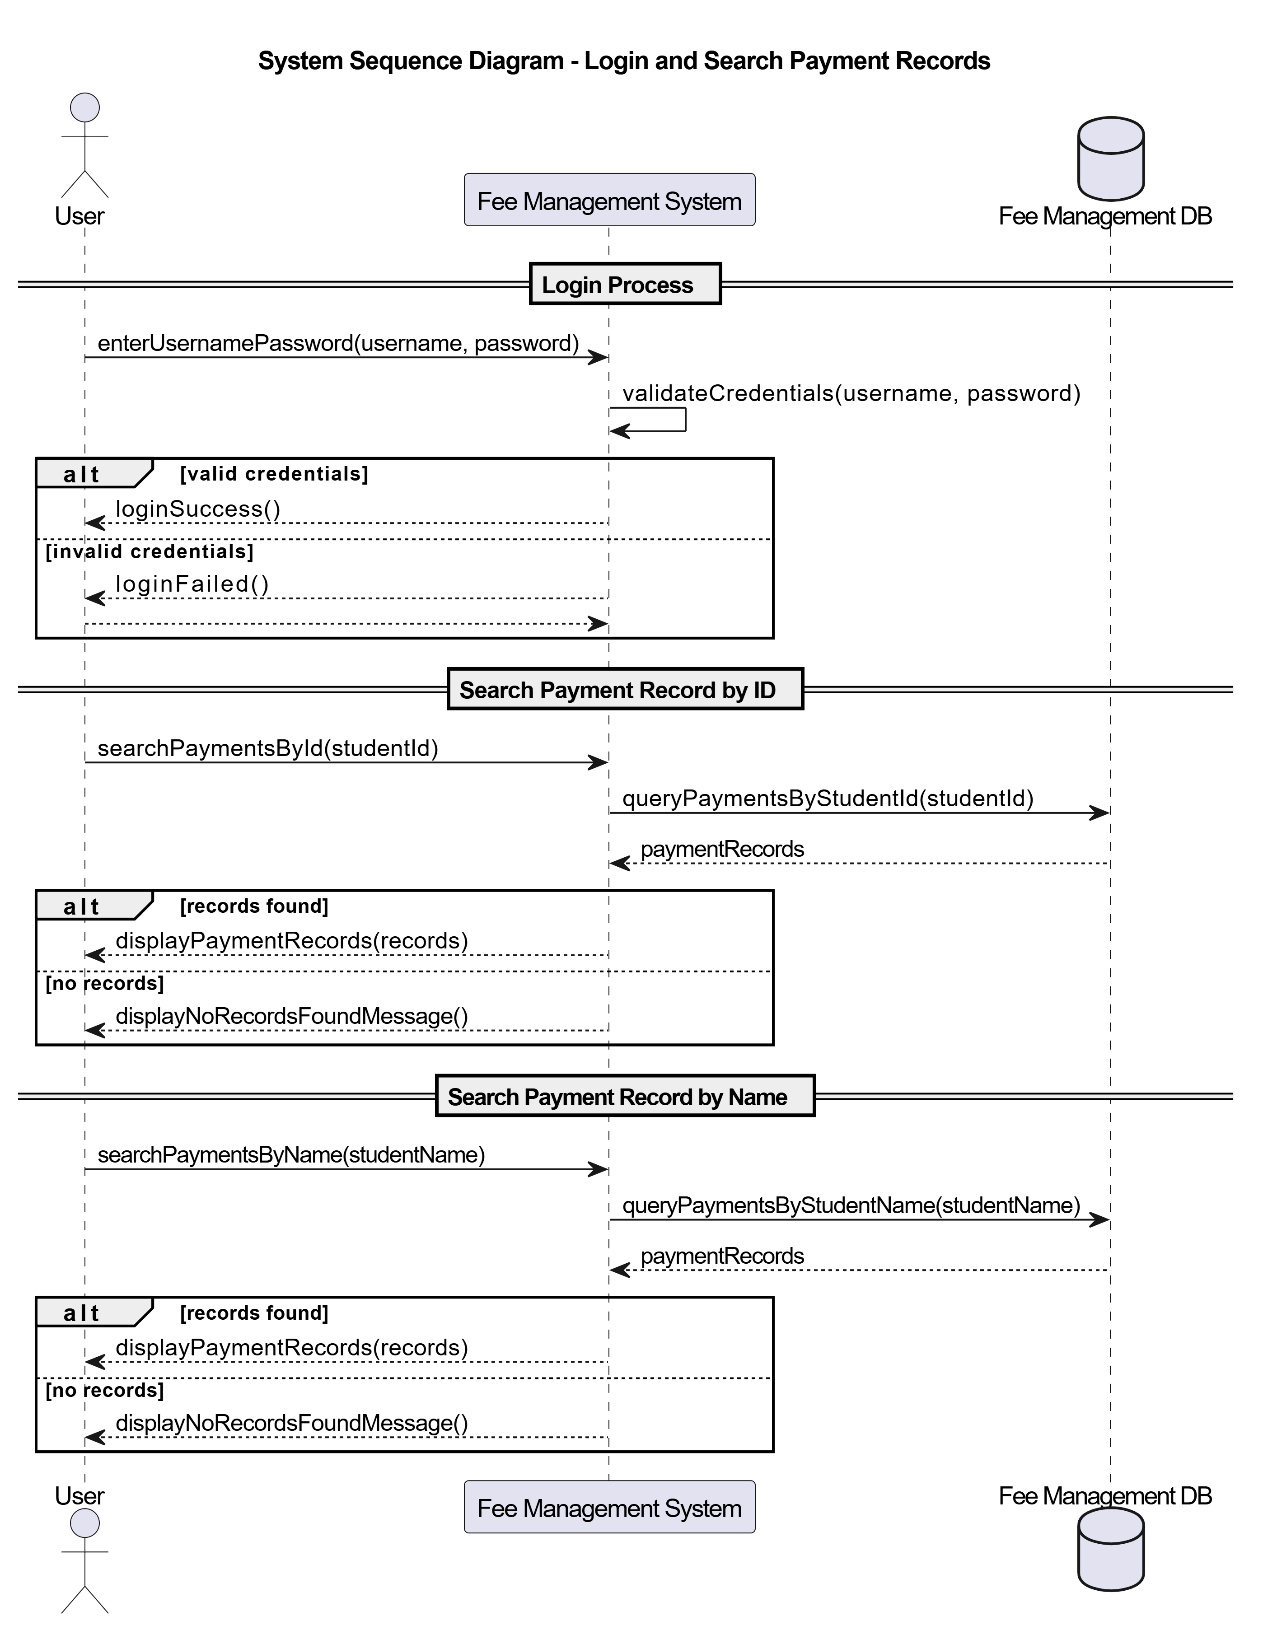 System Sequence Diagram - Login and Search Payment Records
User
Fee Management System
Fee Management DB
Login Process
enterUsernamePassword(username, password)
validateCredentials(username, password)
alt
[valid credentials]
loginSuccess()
[invalid credentials]
loginFailed()
Search Payment Record by ID
searchPaymentsById(studentId)
queryPaymentsByStudentId(studentId)
paymentRecords
alt
[records found]
displayPaymentRecords(records)
[no records]
displayNoRecordsFoundMessage()
Search Payment Record by Name
searchPaymentsByName(studentName)
queryPaymentsByStudentName(studentName)
paymentRecords
alt
[records found]
displayPaymentRecords(records)
[no records]
displayNoRecordsFoundMessage()
User
Fee Management System
Fee Management DB